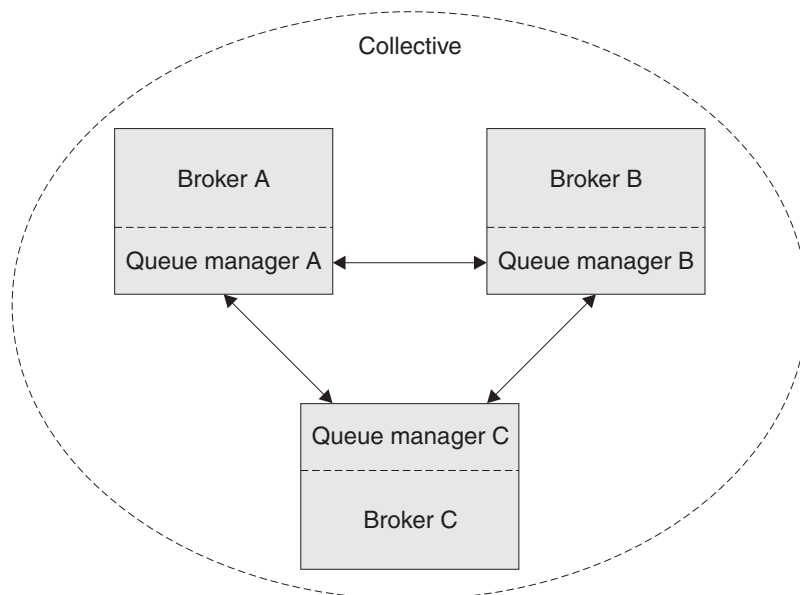 Collective
Broker A
Broker B
Queue manager A
Queue manager B
Queue manager C
Broker C